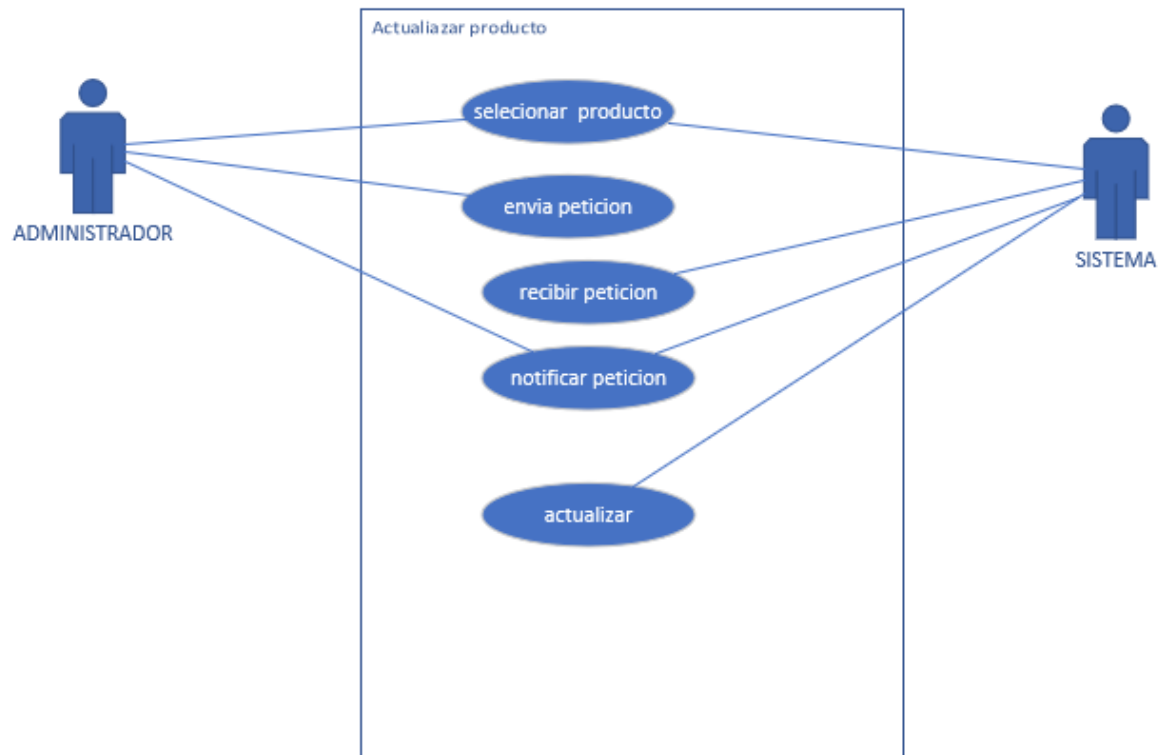 Actualiazar producto
selecionar producto
envia peticion
ADMINISTRADOR
SISTEMA
recibir peticion
notificar peticion
actualizar